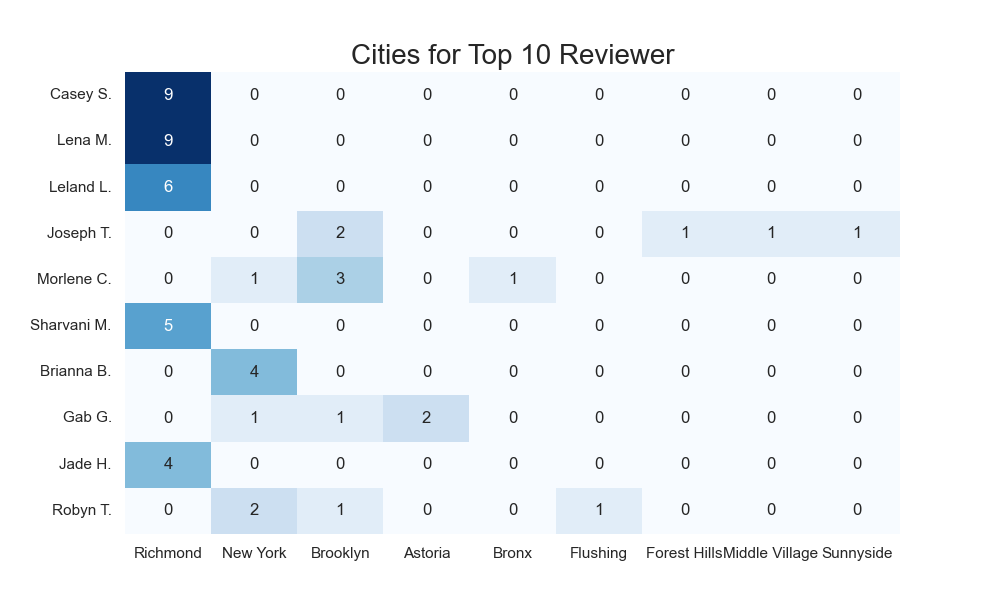 Cities for Top 10 Reviewer
Casey S. 9 0 0 0 0 0 0 0 0
Lena M. 9 0 0 0 0 0 0 0 0
Leland L. 6 0 0 0 0 0 0 0 0
Joseph T. 0 0 2 0 0 0 1 1 1
Morlene C. 0 1 3 0 1 0 0 0 0
Sharvani M. 5 0 0 0 0 0 0 0 0
Brianna B. 0 4 0 0 0 0 0 0 0
Gab G. 0 1 1 2 0 0 0 0 0
Jade H. 4 0 0 0 0 0 0 0 0
Robyn T. 0 2 1 0 0 1 0 0 0
Richmond New York Brooklyn Astoria Bronx Flushing Forest Hills Middle Village Sunnyside